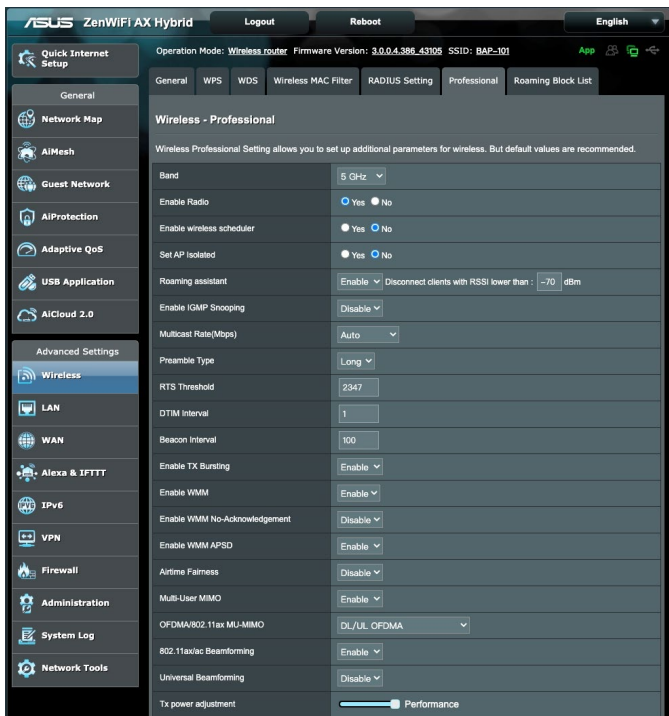 ASUS ZenWiFi AX Hybrid Logout Reboot English
Quick Internet Setup
Operation Mode: Wireless router Firmware Version: 3.0.0.4.386_43105 SSID: BAP-101 App
General WPS WDS Wireless MAC Filter RADIUS Setting Professional Roaming Block List
General
Network Map
AiMesh
Guest Network
AiProtection
Adaptive QoS
USB Application
AiCloud 2.0
Advanced Settings
Wireless
LAN
WAN
Alexa & IFTTT
IPv6
VPN
Firewall
Administration
System Log
Network Tools
Wireless - Professional
Wireless Professional Setting allows you to set up additional parameters for wireless. But default values are recommended.
Band 5 GHz
Enable Radio Yes No
Enable wireless scheduler Yes No
Set AP Isolated Yes No
Roaming assistant Enable Disconnect clients with RSSI lower than : -70 dBm
Enable IGMP Snooping Disable
Multicast Rate(Mbps) Auto
Preamble Type Long
RTS Threshold 2347
DTIM Interval 1
Beacon Interval 100
Enable TX Bursting Enable
Enable WMM Enable
Enable WMM No-Acknowledgement Disable
Enable WMM APSD Enable
Airtime Fairness Disable
Multi-User MIMO Enable
OFDMA/802.11ax MU-MIMO DL/UL OFDMA
802.11ax/ac Beamforming Enable
Universal Beamforming Disable
Tx power adjustment Performance